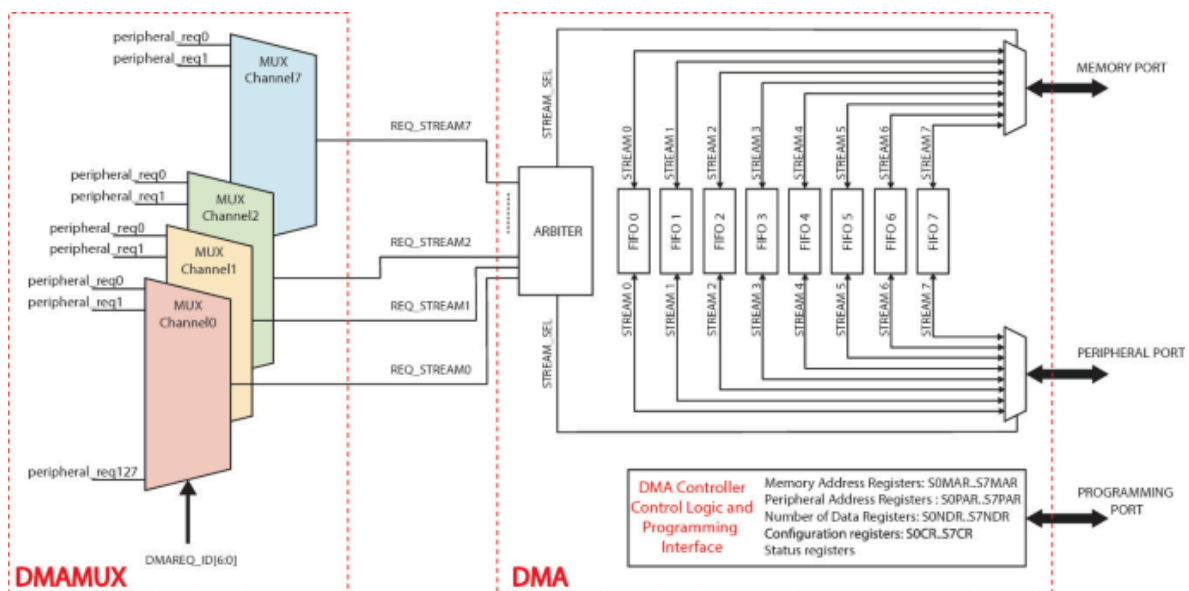 peripheral_req0
peripheral_req1
MUX
Channel7
REQ_STREAM7
peripheral_req0
peripheral_req1
MUX
Channel2
REQ_STREAM2
peripheral_req0
peripheral_req1
MUX
Channel1
REQ_STREAM1
peripheral_req0
peripheral_req1
MUX
Channel0
REQ_STREAM0
peripheral_req127
DMAREQ_ID[6:0]
DMAMUX
STREAM_SEL
ARBITER
STREAM_SEL
STREAM 0
STREAM 1
STREAM 2
STREAM 3
STREAM 4
STREAM 5
STREAM 6
STREAM 7
FIFO 0
FIFO 1
FIFO 2
FIFO 3
FIFO 4
FIFO 5
FIFO 6
FIFO 7
STREAM 0
STREAM 1
STREAM 2
STREAM 3
STREAM 4
STREAM 5
STREAM 6
STREAM 7
MEMORY PORT
PERIPHERAL PORT
DMA Controller
Control Logic and
Programming
Interface
Memory Address Registers: S0MAR..S7MAR
Peripheral Address Registers : S0PAR..S7PAR
Number of Data Registers: S0NDR..S7NDR
Configuration registers: S0CR..S7CR
Status registers
PROGRAMMING
PORT
DMA